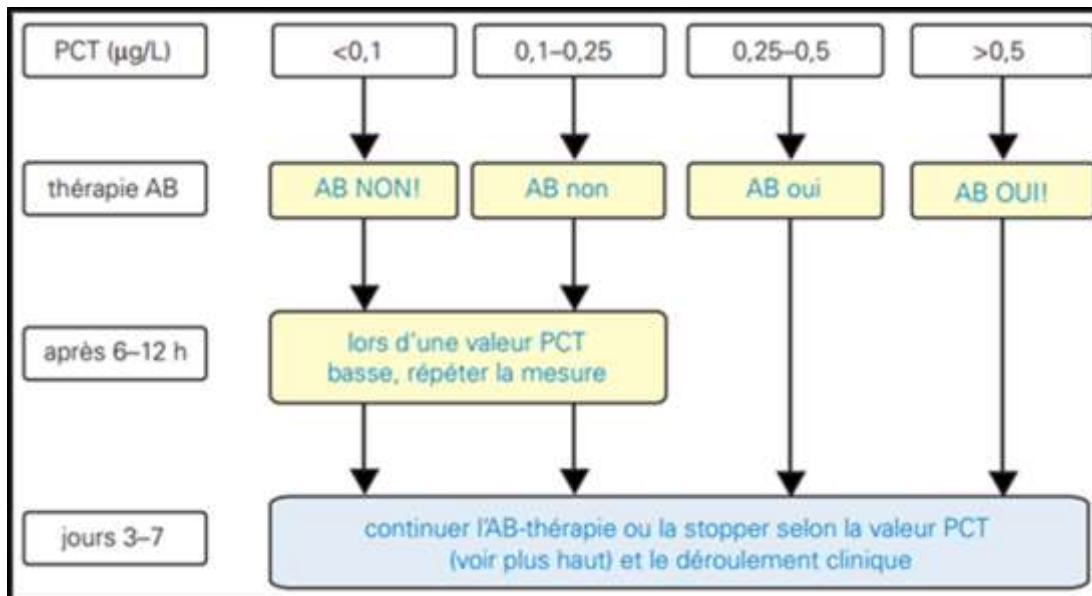 PCT (µg/L) <0,1 0,1–0,25 0,25–0,5 >0,5
thérapie AB AB NON! AB non AB oui AB OUI!
après 6–12 h
lors d'une valeur PCT
basse, répéter la mesure
jours 3–7
continuer l'AB-thérapie ou la stopper selon la valeur PCT
(voir plus haut) et le déroulement clinique